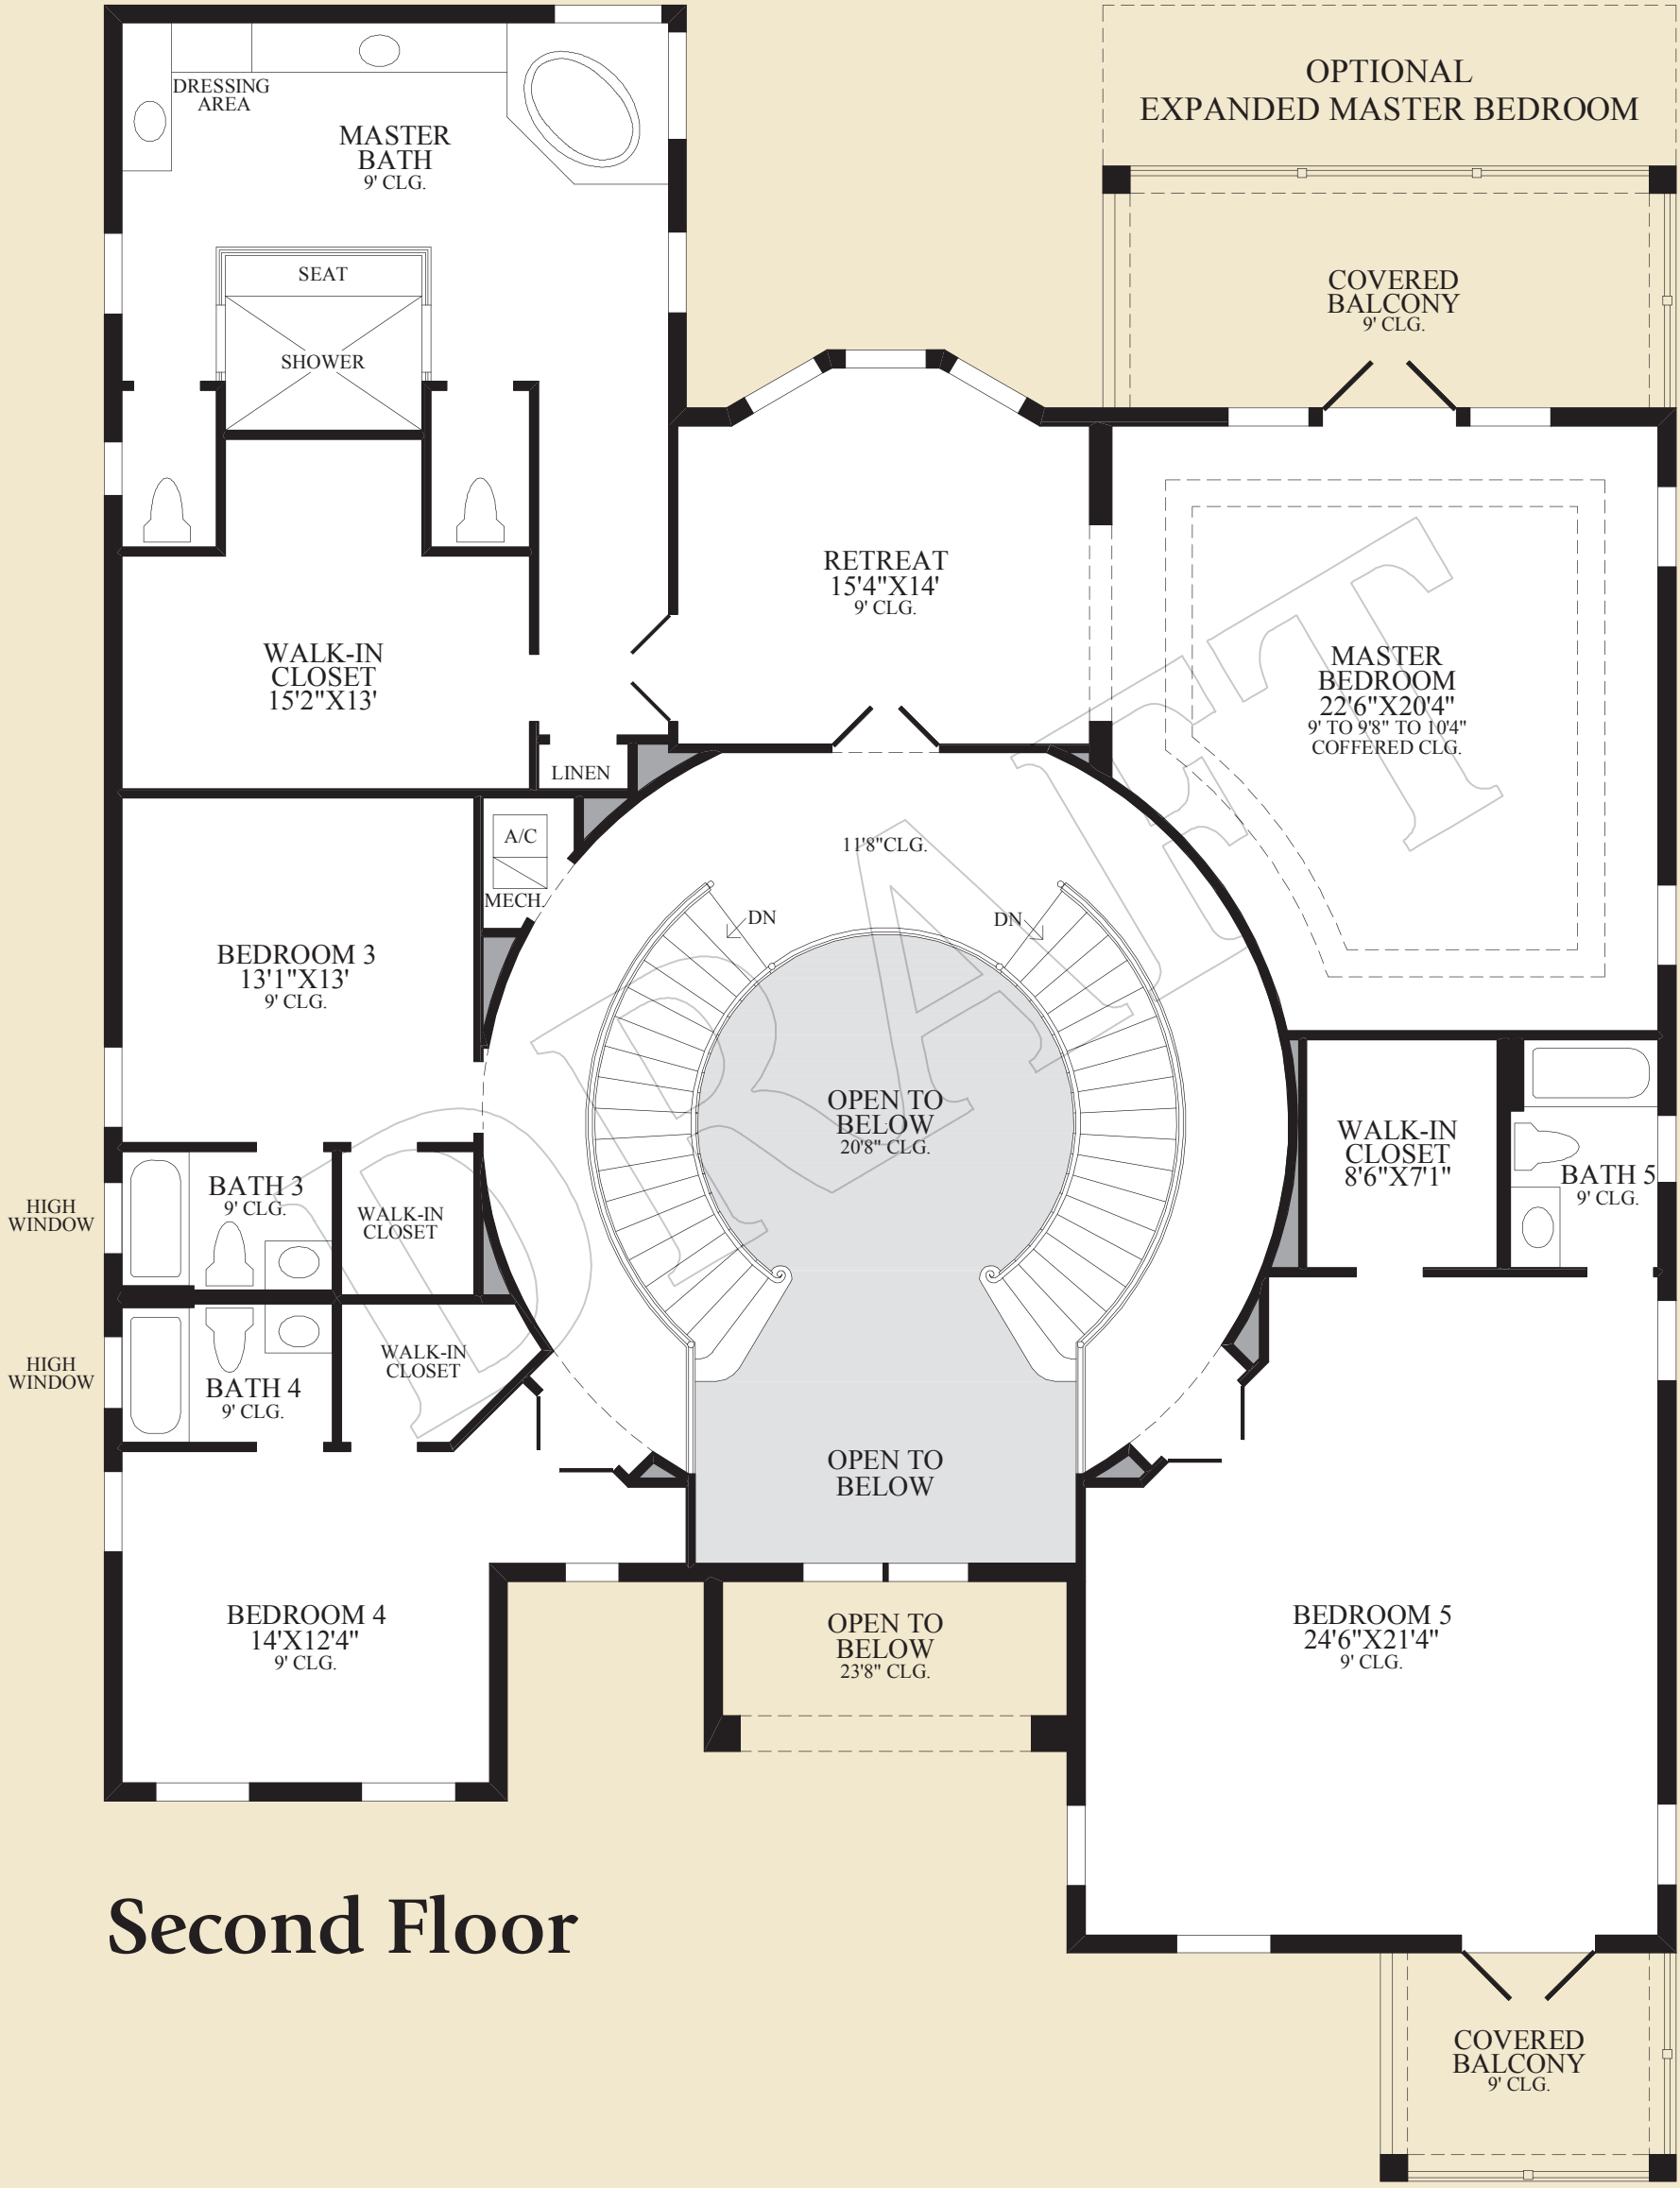 OPTIONAL
EXPANDED MASTER BEDROOM
DRESSING
AREA
MASTER
BATH
9' CLG.
SEAT
SHOWER
COVERED
BALCONY
9' CLG.
RETREAT
15'4"X14'
9' CLG.
WALK-IN
CLOSET
15'2"X13'
MASTER
BEDROOM
22'6"X20'4"
9' TO 9'8" TO 10'4"
COFFERED CLG.
LINEN
A/C
MECH.
11'8"CLG.
DN
DN
BEDROOM 3
13'1"X13'
9' CLG.
OPEN TO
BELOW
20'8" CLG.
WALK-IN
CLOSET
8'6"X7'1"
BATH 5
9' CLG.
HIGH
WINDOW
BATH 3
9' CLG.
WALK-IN
CLOSET
HIGH
WINDOW
BATH 4
9' CLG.
WALK-IN
CLOSET
OPEN TO
BELOW
BEDROOM 4
14'X12'4"
9' CLG.
OPEN TO
BELOW
23'8" CLG.
BEDROOM 5
24'6"X21'4"
9' CLG.
DRAFT
Second Floor
COVERED
BALCONY
9' CLG.